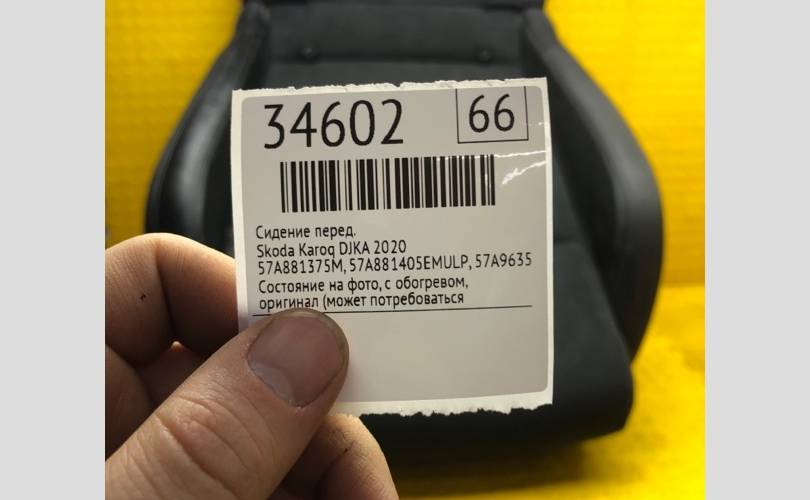 34602 66
Сидение перед.
Skoda Karoq DJKA 2020
57A881375M, 57A881405EMULP, 57A9635
Состояние на фото, с обогревом,
оригинал (может потребоваться